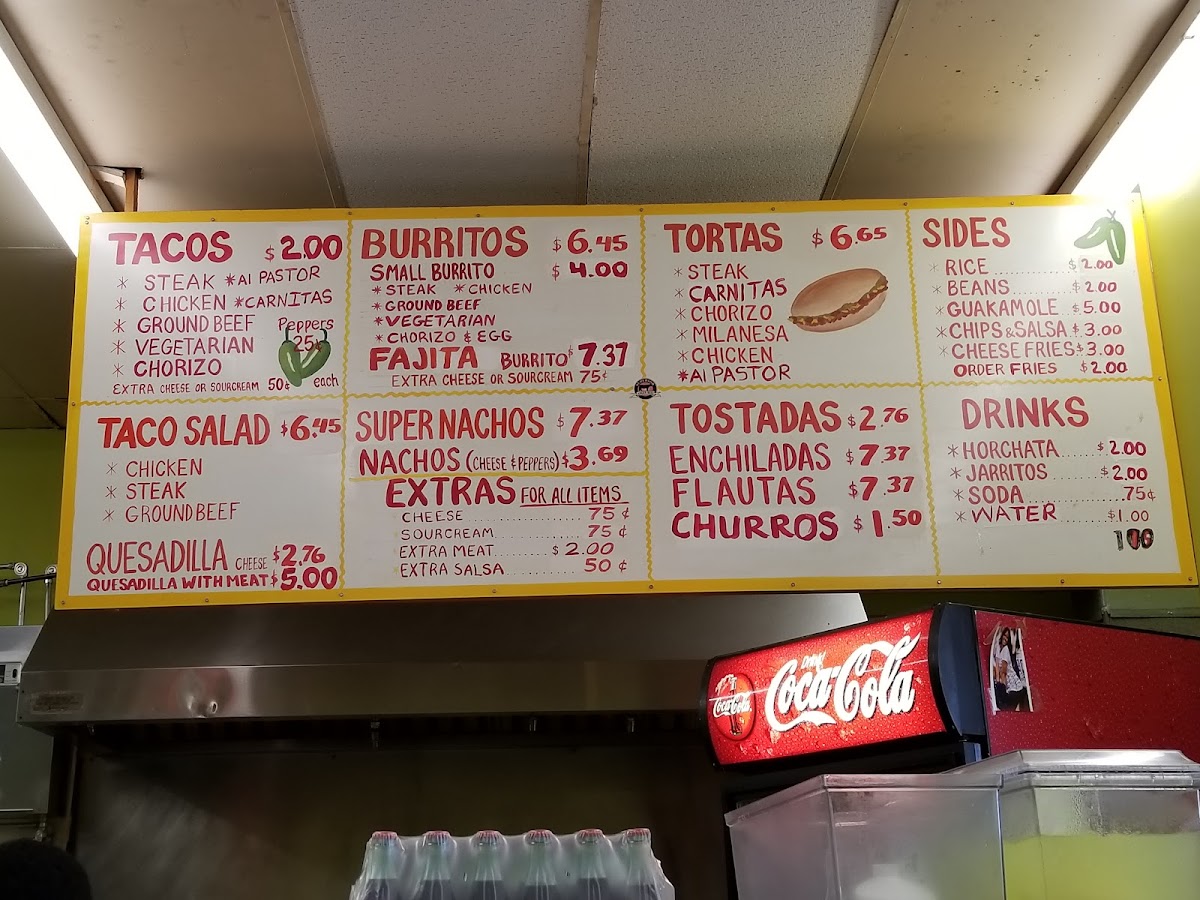 TACOS $2.00
* STEAK *AI PASTOR
* CHICKEN *CARNITAS
* GROUND BEEF
* VEGETARIAN
* CHORIZO
Peppers
25¢
each
EXTRA CHEESE OR SOURCREAM 50¢
TACO SALAD $6.45
* CHICKEN
* STEAK
* GROUND BEEF
QUESADILLA CHEESE $2.76
QUESADILLA WITH MEAT $5.00
BURRITOS $6.45
SMALL BURRITO $4.00
* STEAK *CHICKEN
* GROUND BEEF
* VEGETARIAN
* CHORIZO & EGG
FAJITA BURRITO $7.37
EXTRA CHEESE OR SOURCREAM 75¢
SUPER NACHOS $7.37
NACHOS (CHEESE & PEPPERS) $3.69
EXTRAS FOR ALL ITEMS
CHEESE.......... 75 ¢
SOURCREAM.......... 75 ¢
EXTRA MEAT.......... $2.00
EXTRA SALSA.......... 50 ¢
TORTAS $6.65
* STEAK
* CARNITAS
* CHORIZO
* MILANESA
* CHICKEN
* AI PASTOR
TOSTADAS $2.76
ENCHILADAS $7.37
FLAUTAS $7.37
CHURROS $1.50
SIDES
* RICE.......... $2.00
* BEANS.......... $2.00
* GUAKAMOLE.. $5.00
* CHIPS & SALSA $3.00
* CHEESE FRIES $3.00
ORDER FRIES $2.00
DRINKS
* HORCHATA..... $2.00
* JARRITOS....... $2.00
* SODA.......... 75¢
* WATER........ $1.00
100
DRINK
Coca-Cola
Coca-Cola